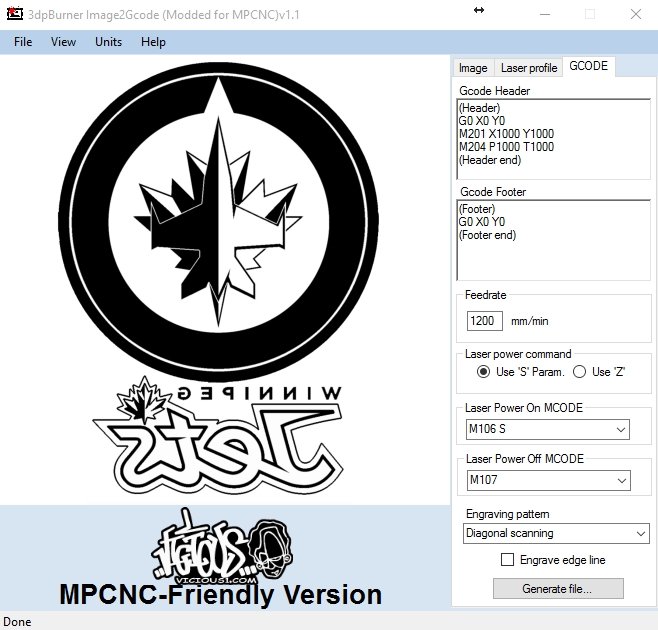 3dpBurner Image2Gcode (Modded for MPCNC)v1.1
File View Units Help
Image Laser profile GCODE
Gcode Header
(Header)
G0 X0 Y0
M201 X1000 Y1000
M204 P1000 T1000
(Header end)
Gcode Footer
(Footer)
G0 X0 Y0
(Footer end)
Feedrate
1200 mm/min
Laser power command
Use 'S' Param. Use 'Z'
Laser Power On MCODE
M106 S
Laser Power Off MCODE
M107
Engraving pattern
Diagonal scanning
Engrave edge line
Generate file...
WINNIPEG
Jets
VICIOUS
VICIOUS1.COM
MPCNC-Friendly Version
Done